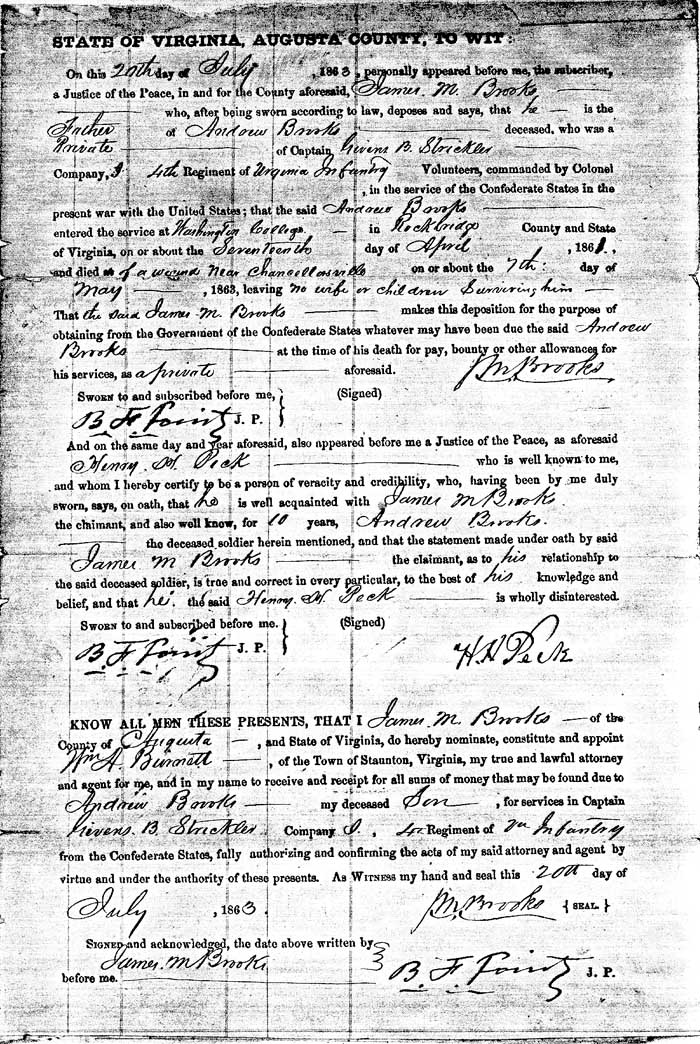 STATE OF VIRGINIA, AUGUSTA COUNTY, TO WIT:
On this 20th day of July, 1863, personally appeared before me, the subscriber,
a Justice of the Peace, in and for the County aforesaid, James. M. Brooks
who, after being sworn according to law, deposes and says, that he is the
Father of Andrew Brooks deceased, who was a
Private of Captain Givens B. Strickler
Company, I 4th Regiment of Virginia Infantry Volunteers, commanded by Colonel
, in the service of the Confederate States in the
present war with the United States; that the said Andrew Brooks
entered the service at Washington College in Rockbridge County and State
of Virginia, on or about the Seventeenth day of April, 1861.,
and died of a wound near Chancellorsville on or about the 7th: day of
May, 1863, leaving no wife or children Surviving him
That the said James M. Brooks makes this deposition for the purpose of
obtaining from the Government of the Confederate States whatever may have been due the said Andrew
Brooks at the time of his death for pay, bounty or other allowances for
his services, as a private aforesaid. JM. Brooks
Sworn to and subscribed before me, (Signed)
B. F. J. P.
And on the same day and year aforesaid, also appeared before me a Justice of the Peace, as aforesaid
Henry. H. Peck who is well known to me,
and whom I hereby certify to be a person of veracity and credibility, who, having been by me duly
sworn, says, on oath, that he is well acquainted with James M Brooks.
the claimant, and also well know, for 10 years, Andrew Brooks.
the deceased soldier herein mentioned, and that the statement made under oath by said
James M Brooks the claimant, as to his relationship to
the said deceased soldier, is true and correct in every particular, to the best of his knowledge and
belief, and that he. the said Henry. H. Peck is wholly disinterested.
Sworn to and subscribed before me. (Signed)
B. F. J. P. H. H Peck
KNOW ALL MEN THESE PRESENTS, THAT I James. M. Brooks of the
County of Augusta, and State of Virginia, do hereby nominate, constitute and appoint
Wm A. Burnett, of the Town of Staunton, Virginia, my true and lawful attorney
and agent for me, and in my name to receive and receipt for all sums of money that may be found due to
Andrew Brooks my deceased Son, for services in Captain
Givens. B. Strickler. Company I., 4th Regiment of Va Infantry
from the Confederate States, fully authorizing and confirming the acts of my said attorney and agent by
virtue and under the authority of these presents. As Witness my hand and seal this 20th day of
July, 1863. JM. Brooks {SEAL.}
Signed and acknowledged, the date above written by
James. M Brooks
before me. B. F. J. P.